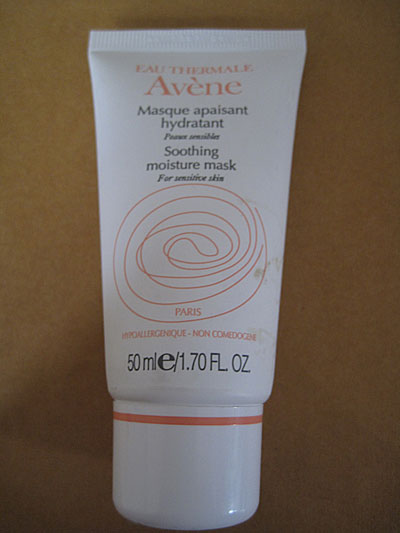 EAU THERMALE
Avène
Masque apaisant
hydratant
Peaux sensibles
Soothing
moisture mask
For sensitive skin
PARIS
HYPOALLERGENIQUE - NON COMEDOGENE
50 ml e/1.70 FL. OZ.